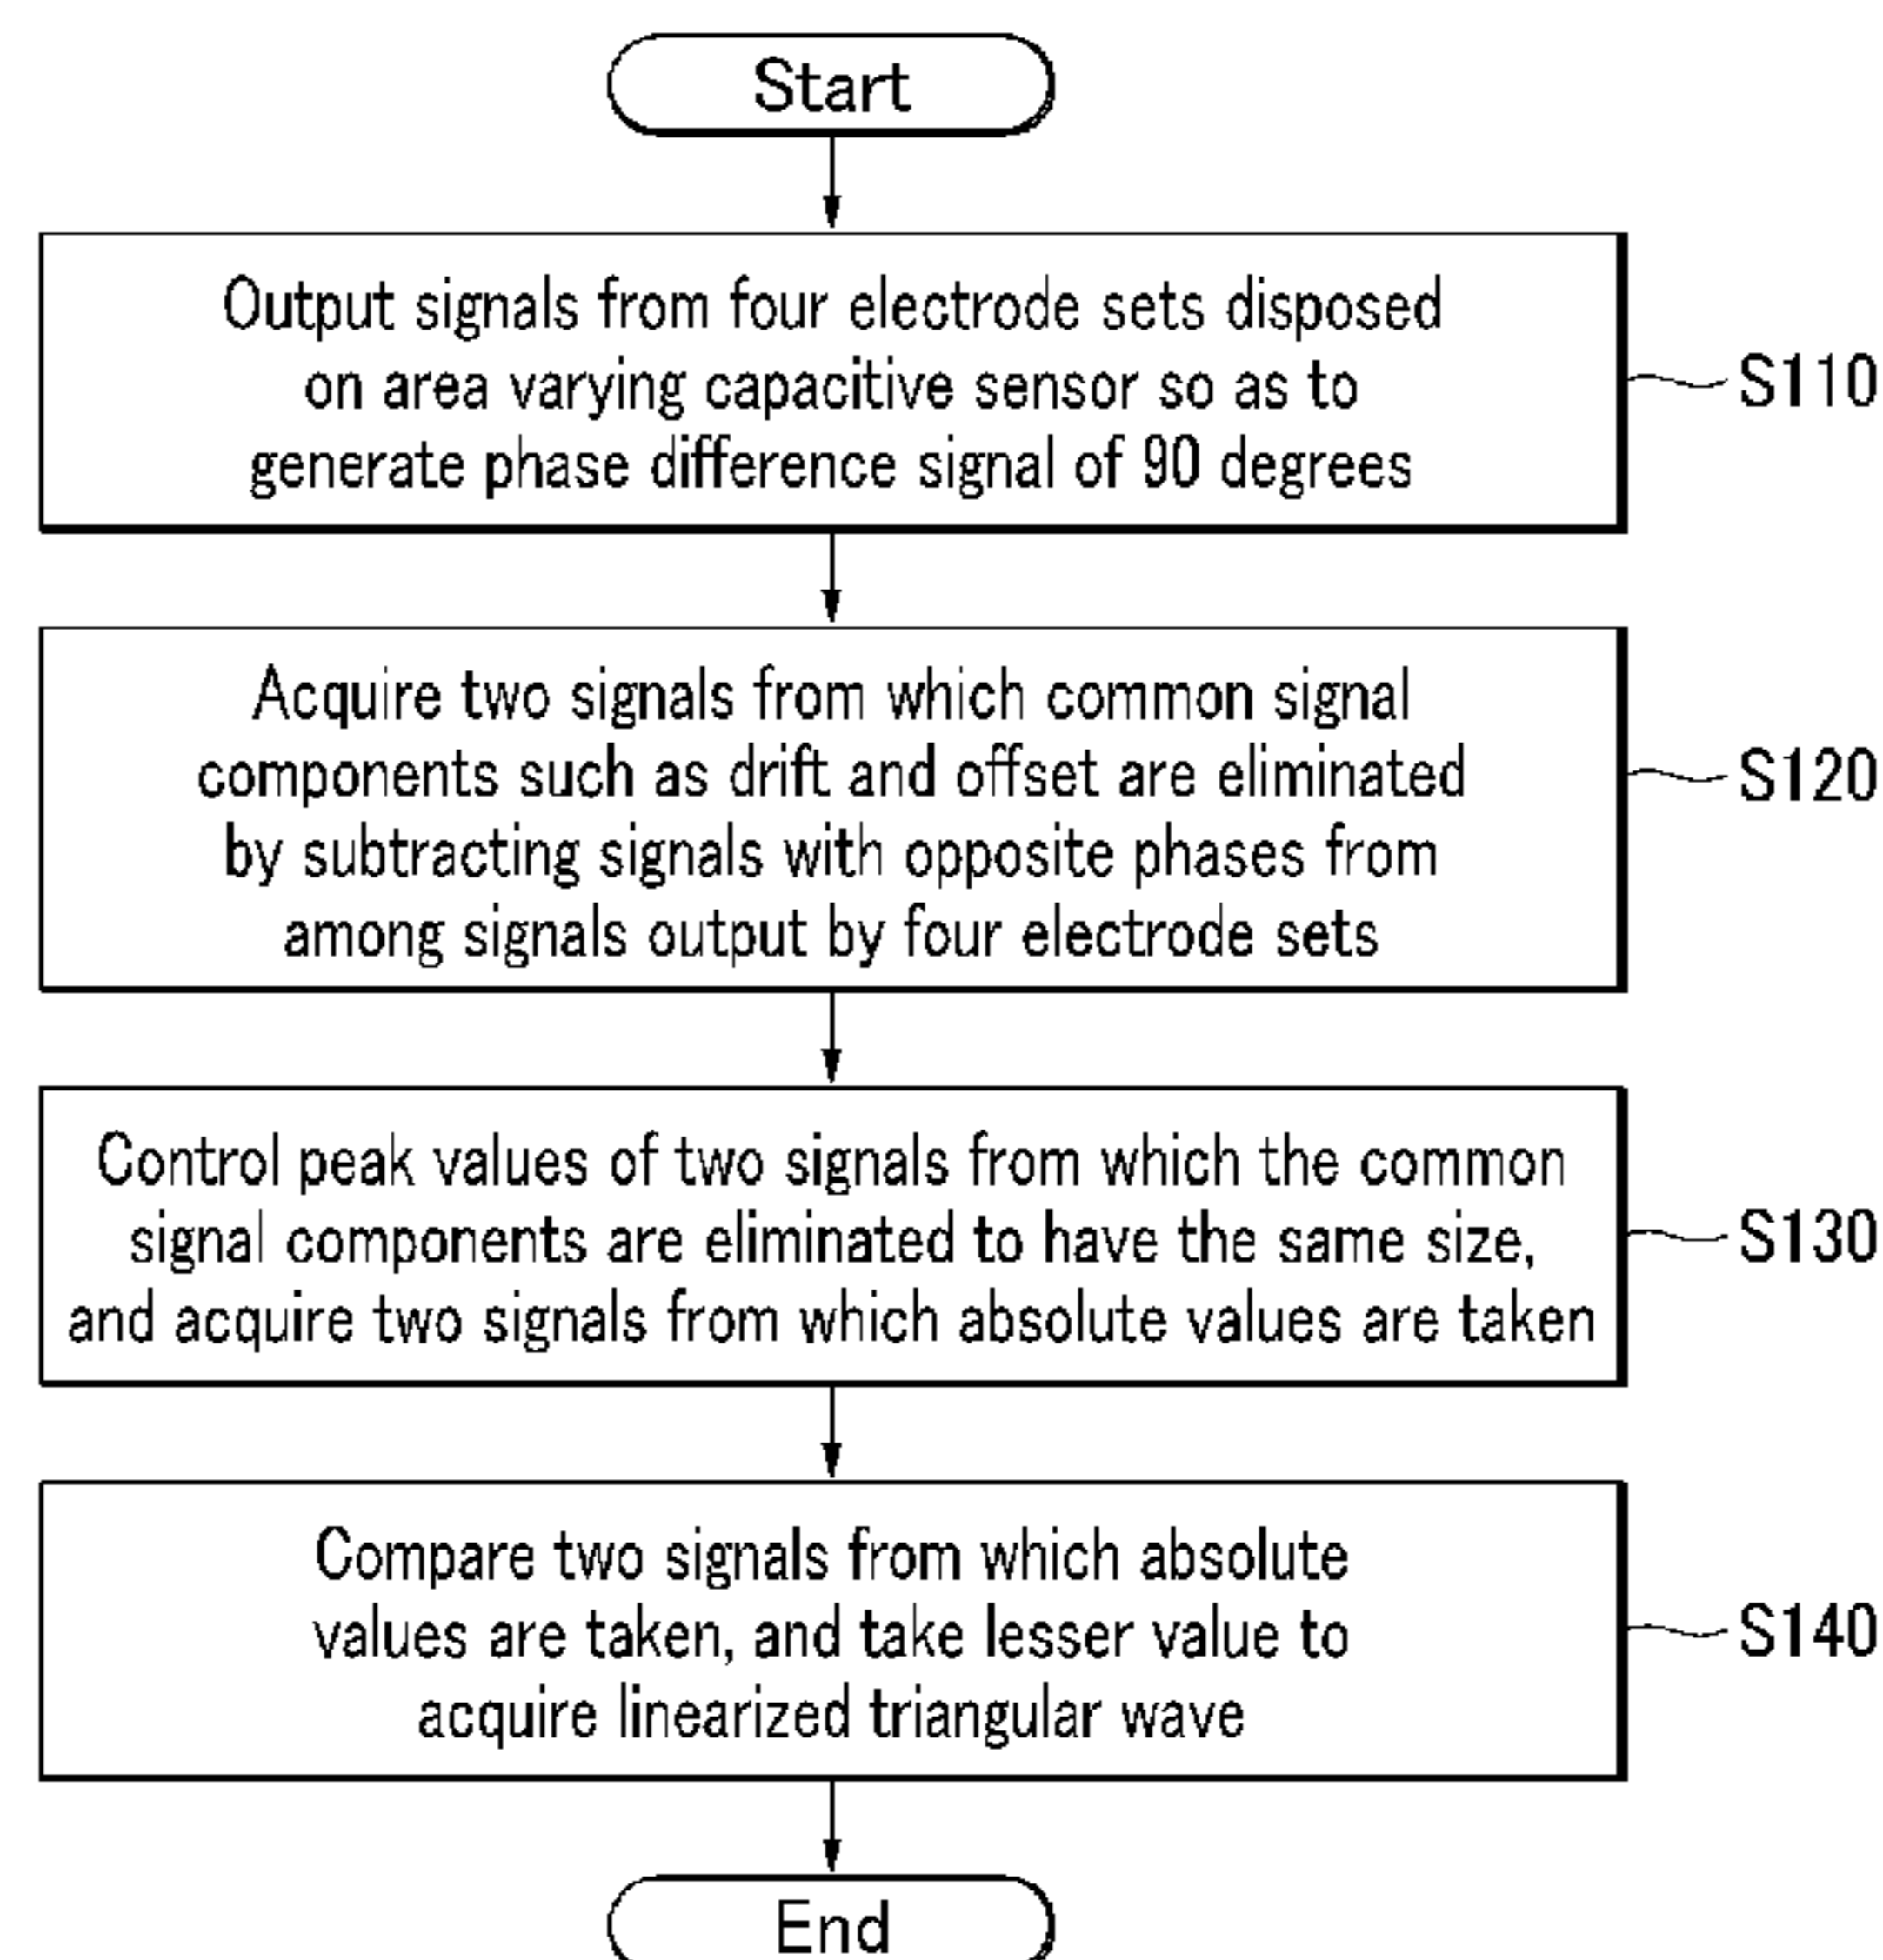 Start
Output signals from four electrode sets disposed
on area varying capacitive sensor so as to
generate phase difference signal of 90 degrees
S110
Acquire two signals from which common signal
components such as drift and offset are eliminated
by subtracting signals with opposite phases from
among signals output by four electrode sets
S120
Control peak values of two signals from which the common
signal components are eliminated to have the same size,
and acquire two signals from which absolute values are taken
S130
Compare two signals from which absolute
values are taken, and take lesser value to
acquire linearized triangular wave
S140
End